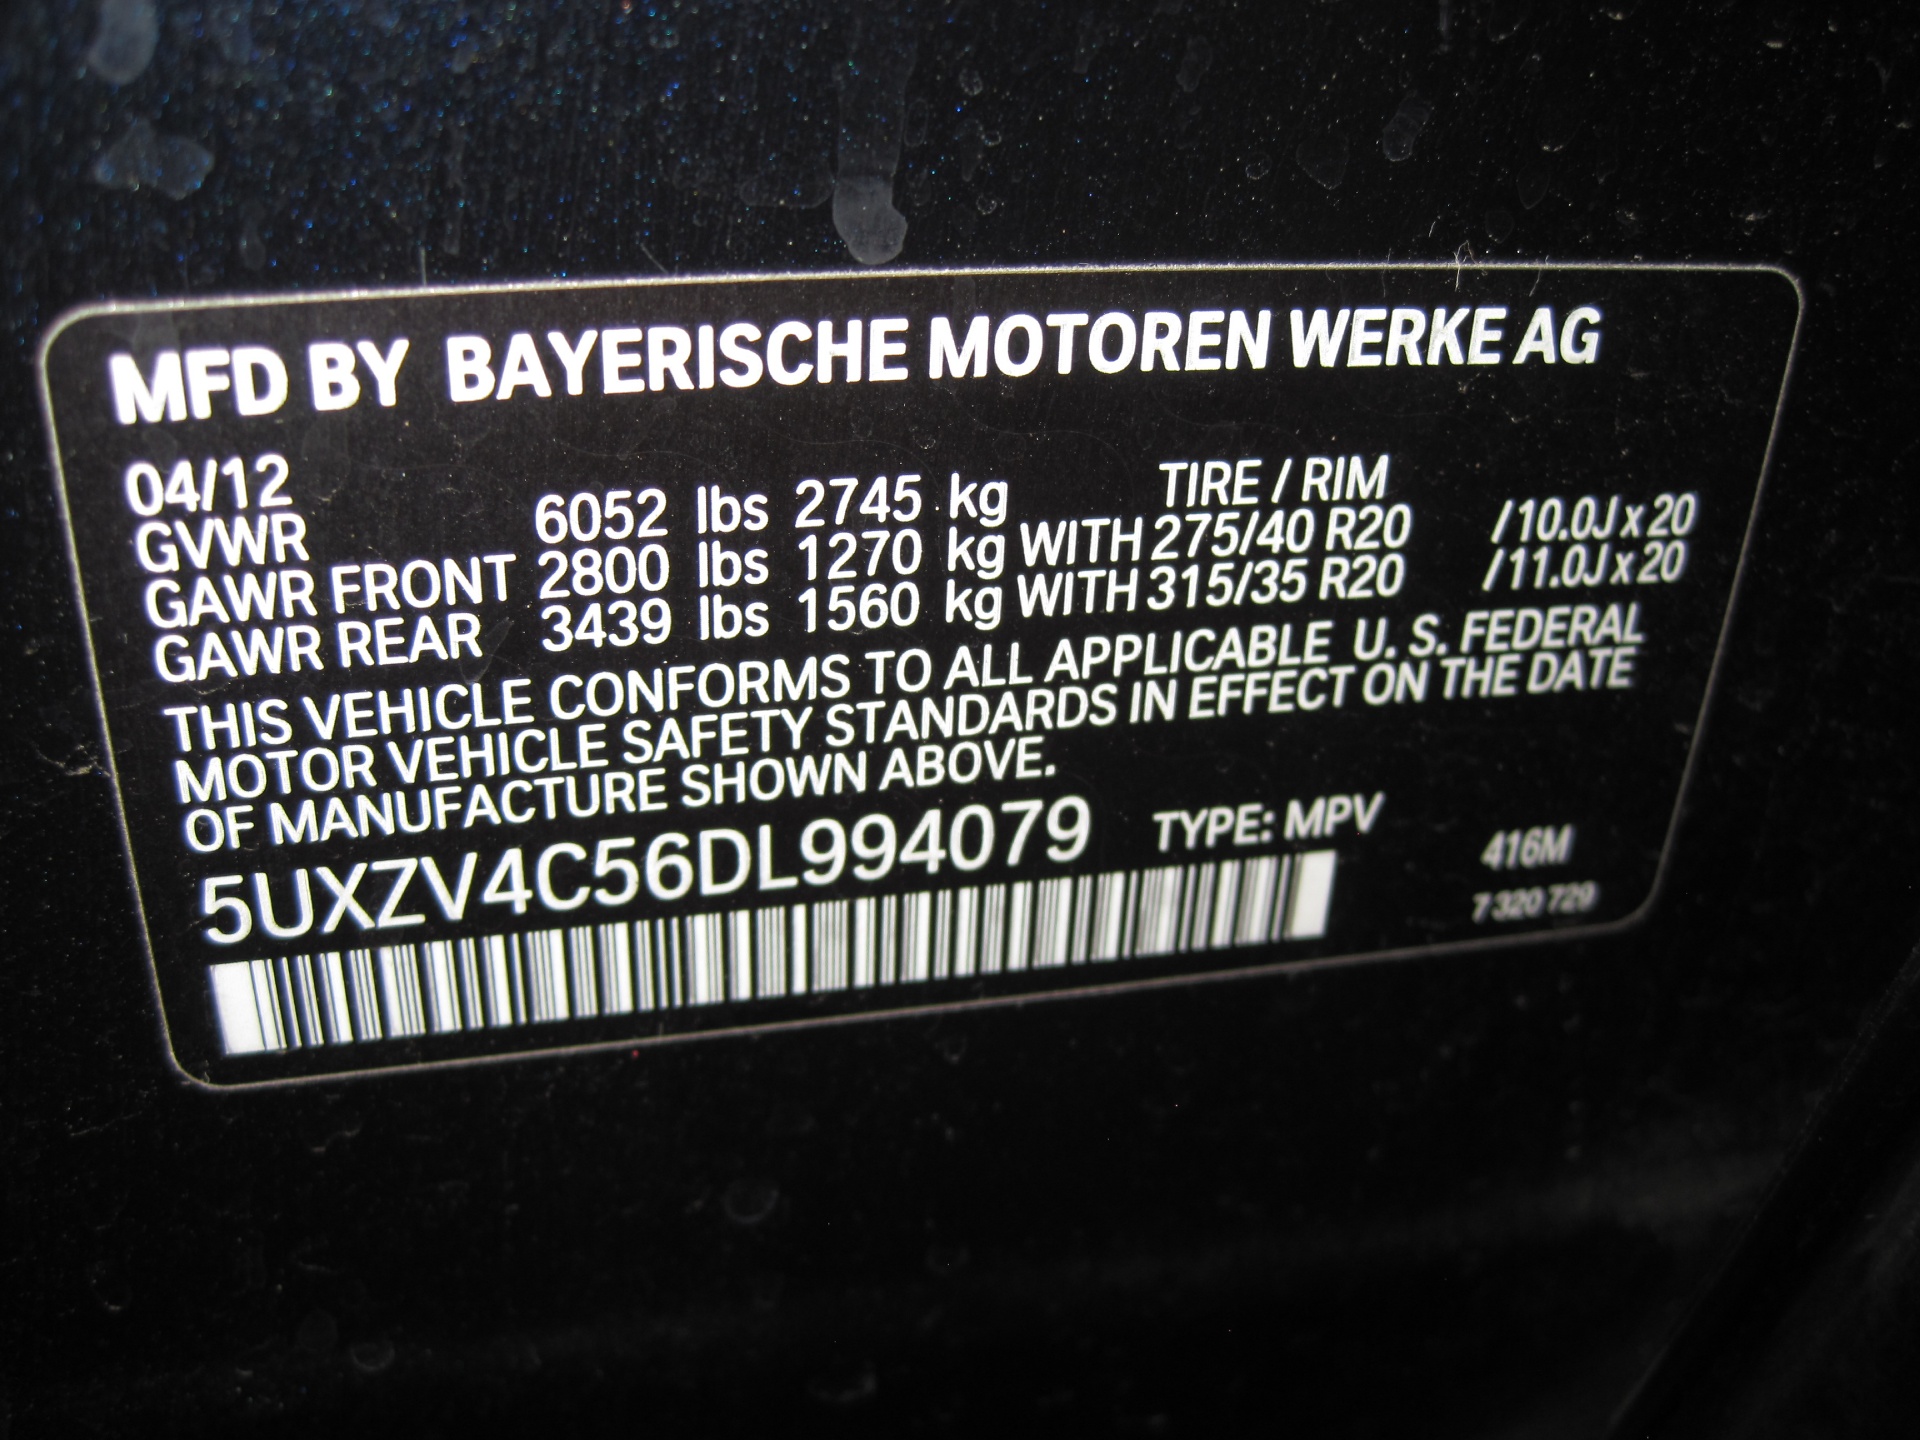 MFD BY BAYERISCHE MOTOREN WERKE AG
04/12 TIRE / RIM
GVWR 6052 lbs 2745 kg
GAWR FRONT 2800 lbs 1270 kg WITH 275/40 R20 / 10.0J x 20
GAWR REAR 3439 lbs 1560 kg WITH 315/35 R20 / 11.0J x 20
THIS VEHICLE CONFORMS TO ALL APPLICABLE U. S. FEDERAL
MOTOR VEHICLE SAFETY STANDARDS IN EFFECT ON THE DATE
OF MANUFACTURE SHOWN ABOVE.
5UXZV4C56DL994079 TYPE: MPV
416M
7 320 729